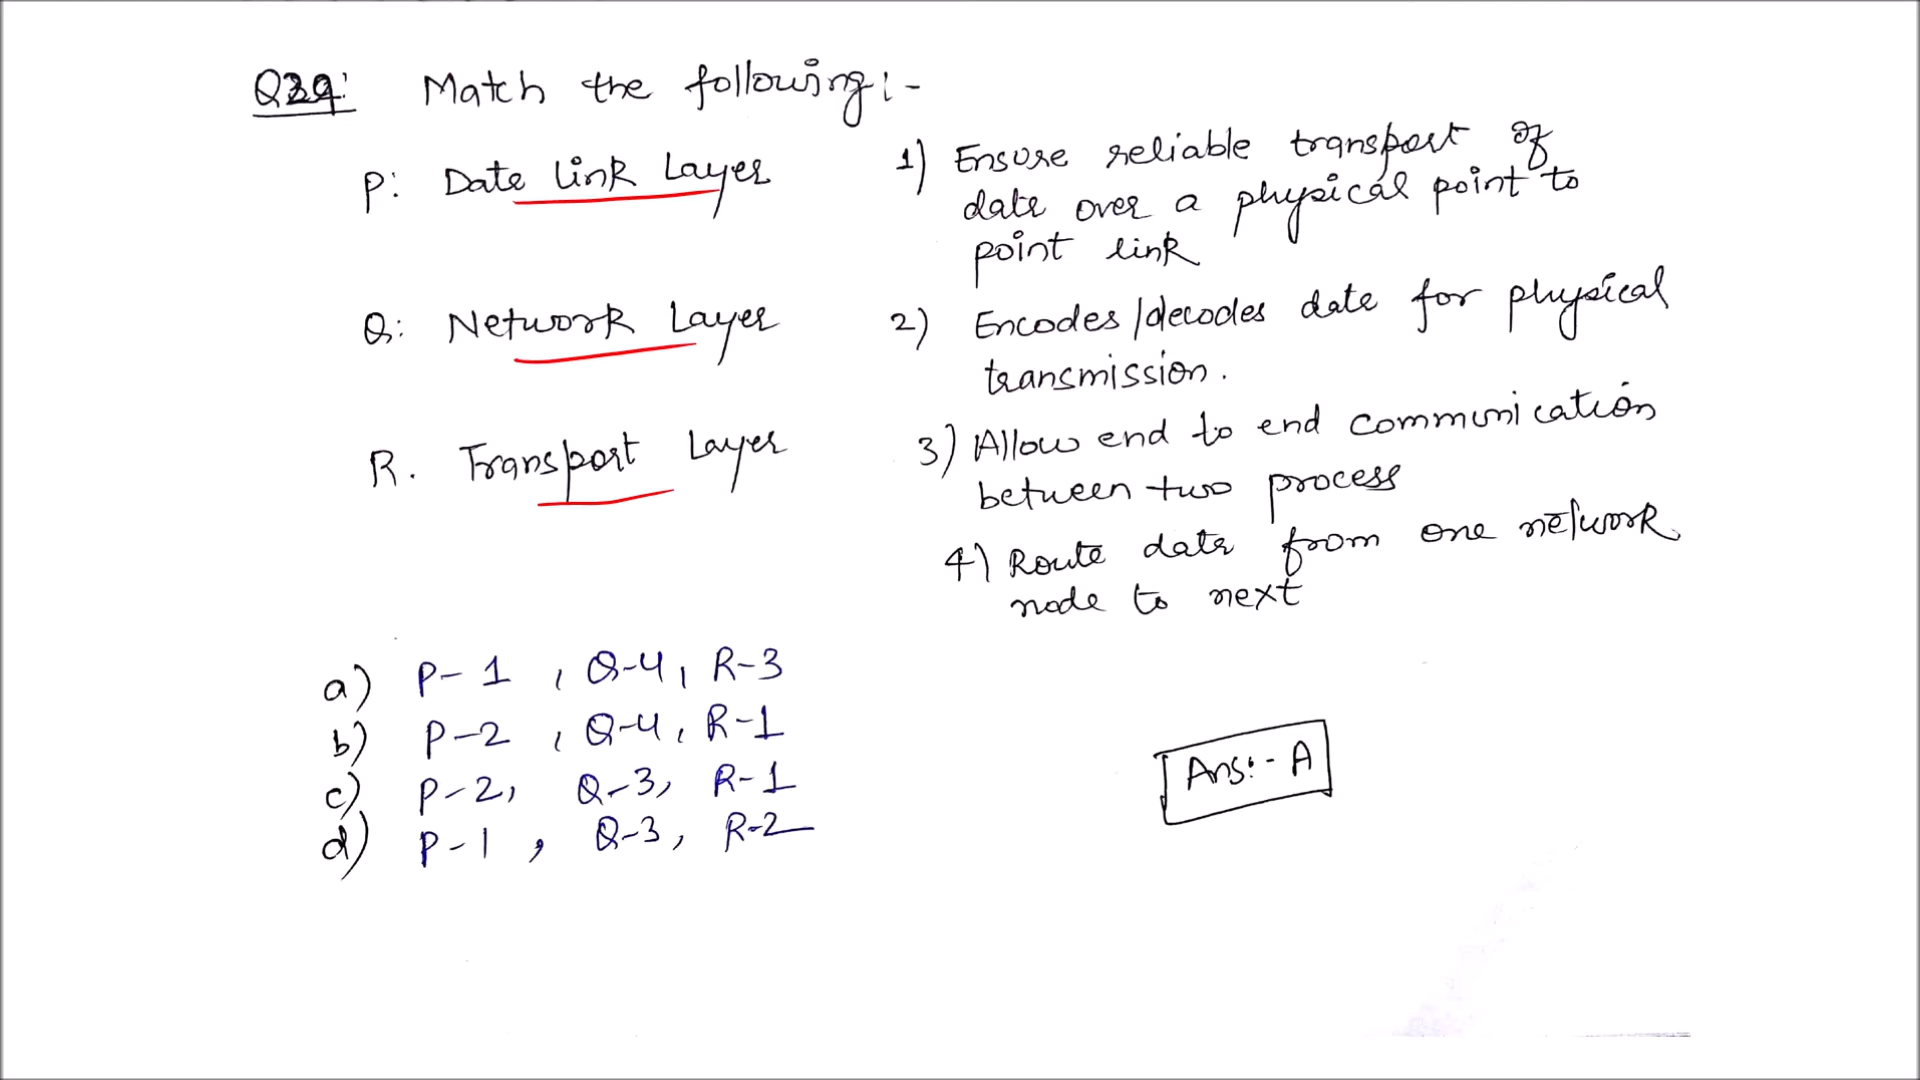 Q39: Match the following:-
P: Date link Layer
1) Ensure reliable transport of
date over a physical point to
point link
Q: Network Layer
2) Encodes/decodes date for physical
transmission.
R. Transport Layer
3) Allow end to end communication
between two process
4) Route data from one network
node to next
a) P-1, Q-4, R-3
b) P-2, Q-4, R-1
c) P-2, Q-3, R-1
d) P-1, Q-3, R-2
Ans:- A